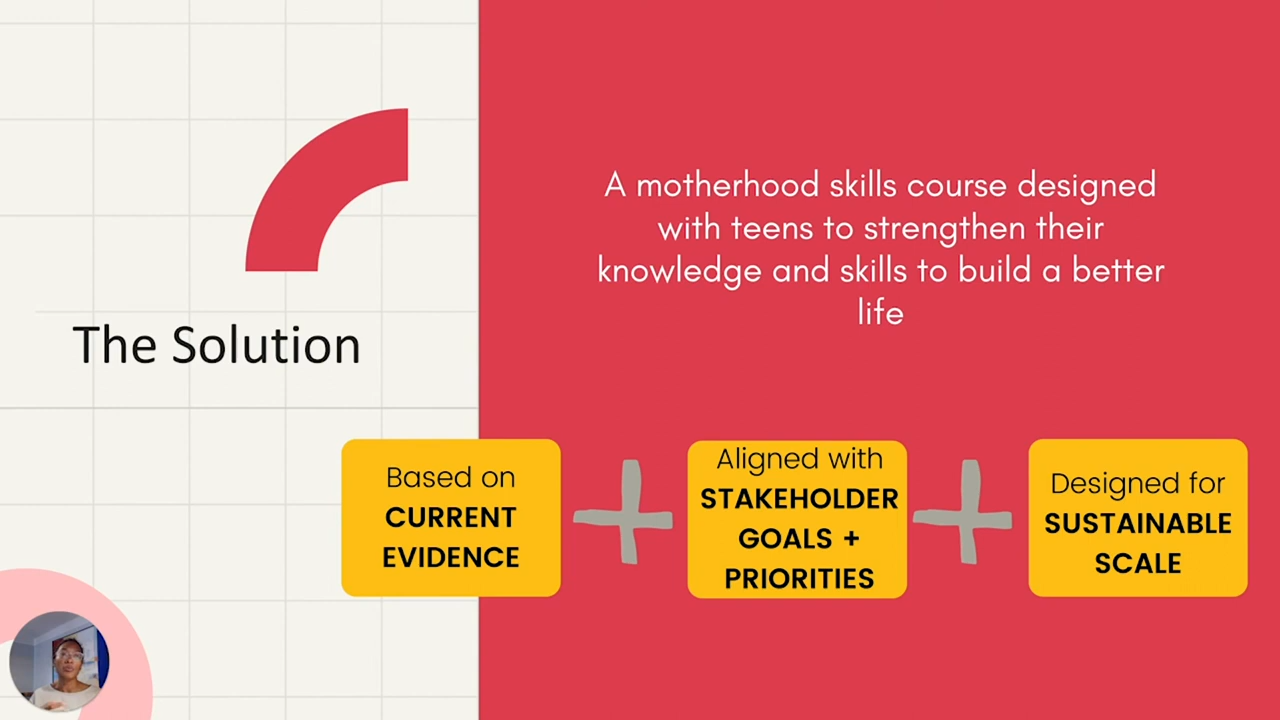 The Solution
A motherhood skills course designed
with teens to strengthen their
knowledge and skills to build a better
life
Based on
CURRENT
EVIDENCE
Aligned with
STAKEHOLDER
GOALS +
PRIORITIES
Designed for
SUSTAINABLE
SCALE